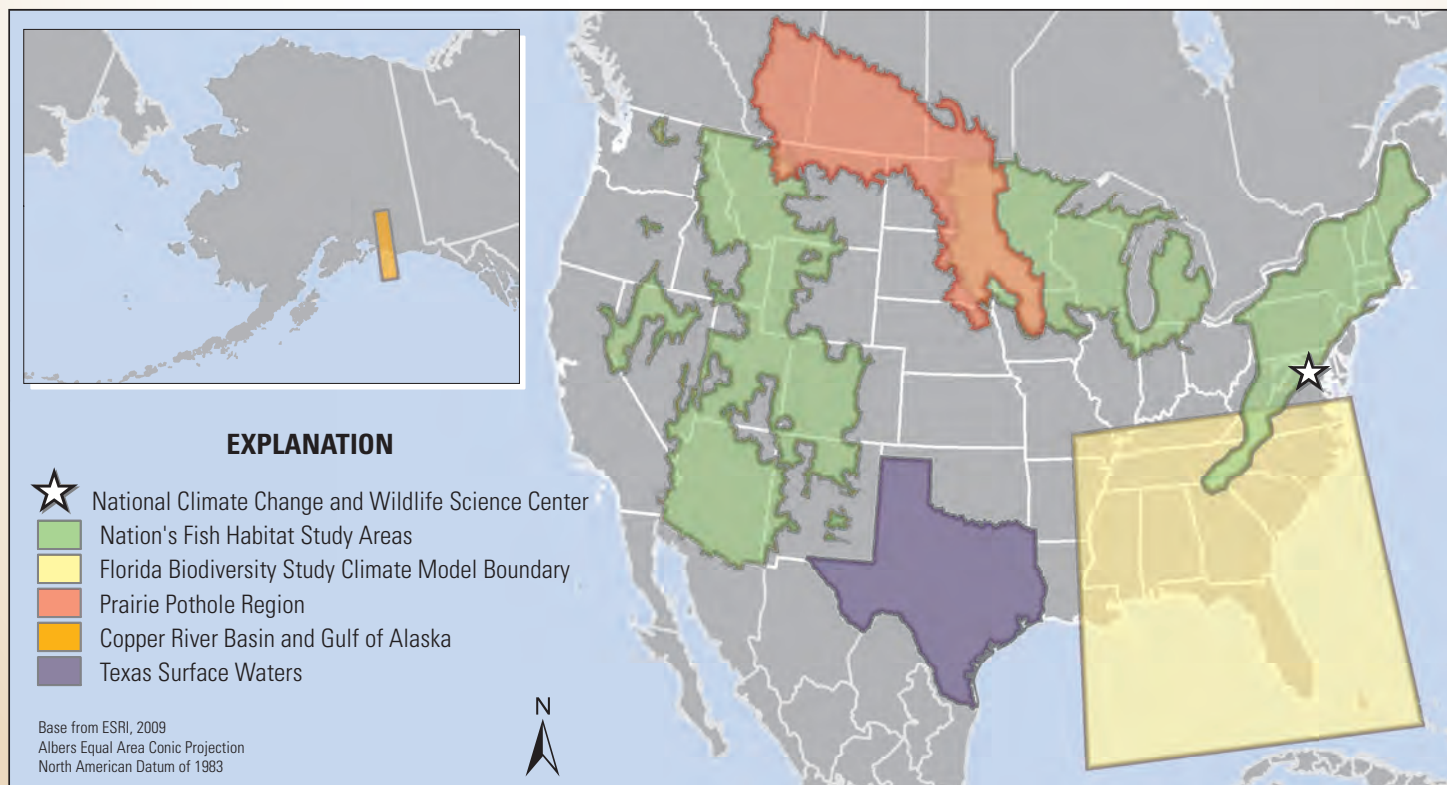 EXPLANATION
National Climate Change and Wildlife Science Center
Nation's Fish Habitat Study Areas
Florida Biodiversity Study Climate Model Boundary
Prairie Pothole Region
Copper River Basin and Gulf of Alaska
Texas Surface Waters
Base from ESRI, 2009
Albers Equal Area Conic Projection
North American Datum of 1983
N